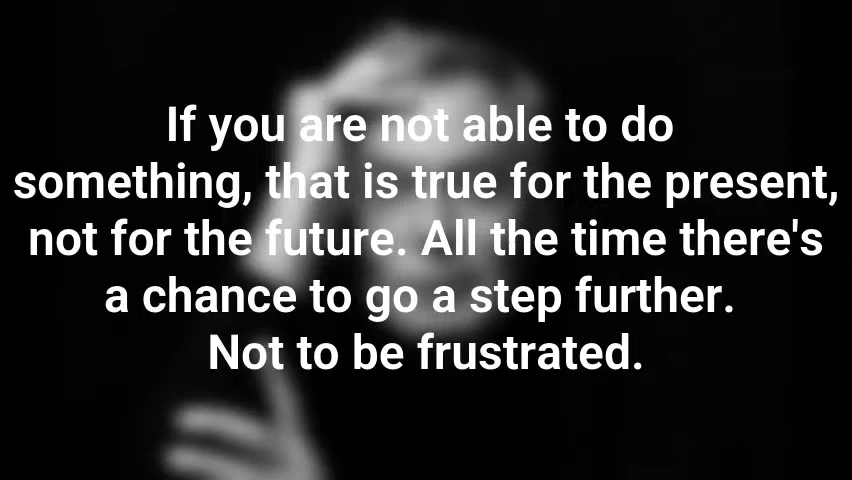 If you are not able to do
something, that is true for the present,
not for the future. All the time there's
a chance to go a step further.
Not to be frustrated.